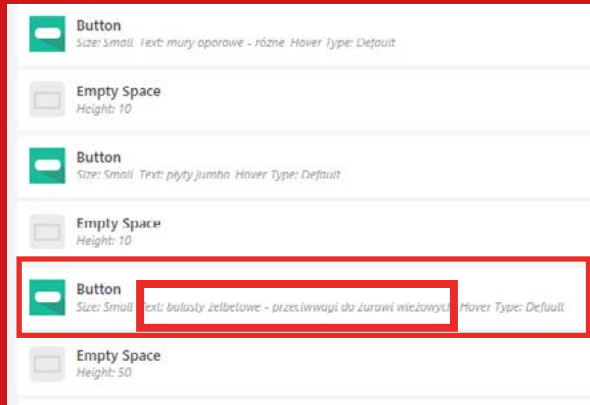 Button
Size: Small Text: mury oporowe - różne Hover Type: Default
Empty Space
Height: 10
Button
Size: Small Text: płyty jumbo Hover Type: Default
Empty Space
Height: 10
Button
Size: Small Text: balasty żelbetowe - przeciwwagi do żurawi wieżowych Hover Type: Default
Empty Space
Height: 50